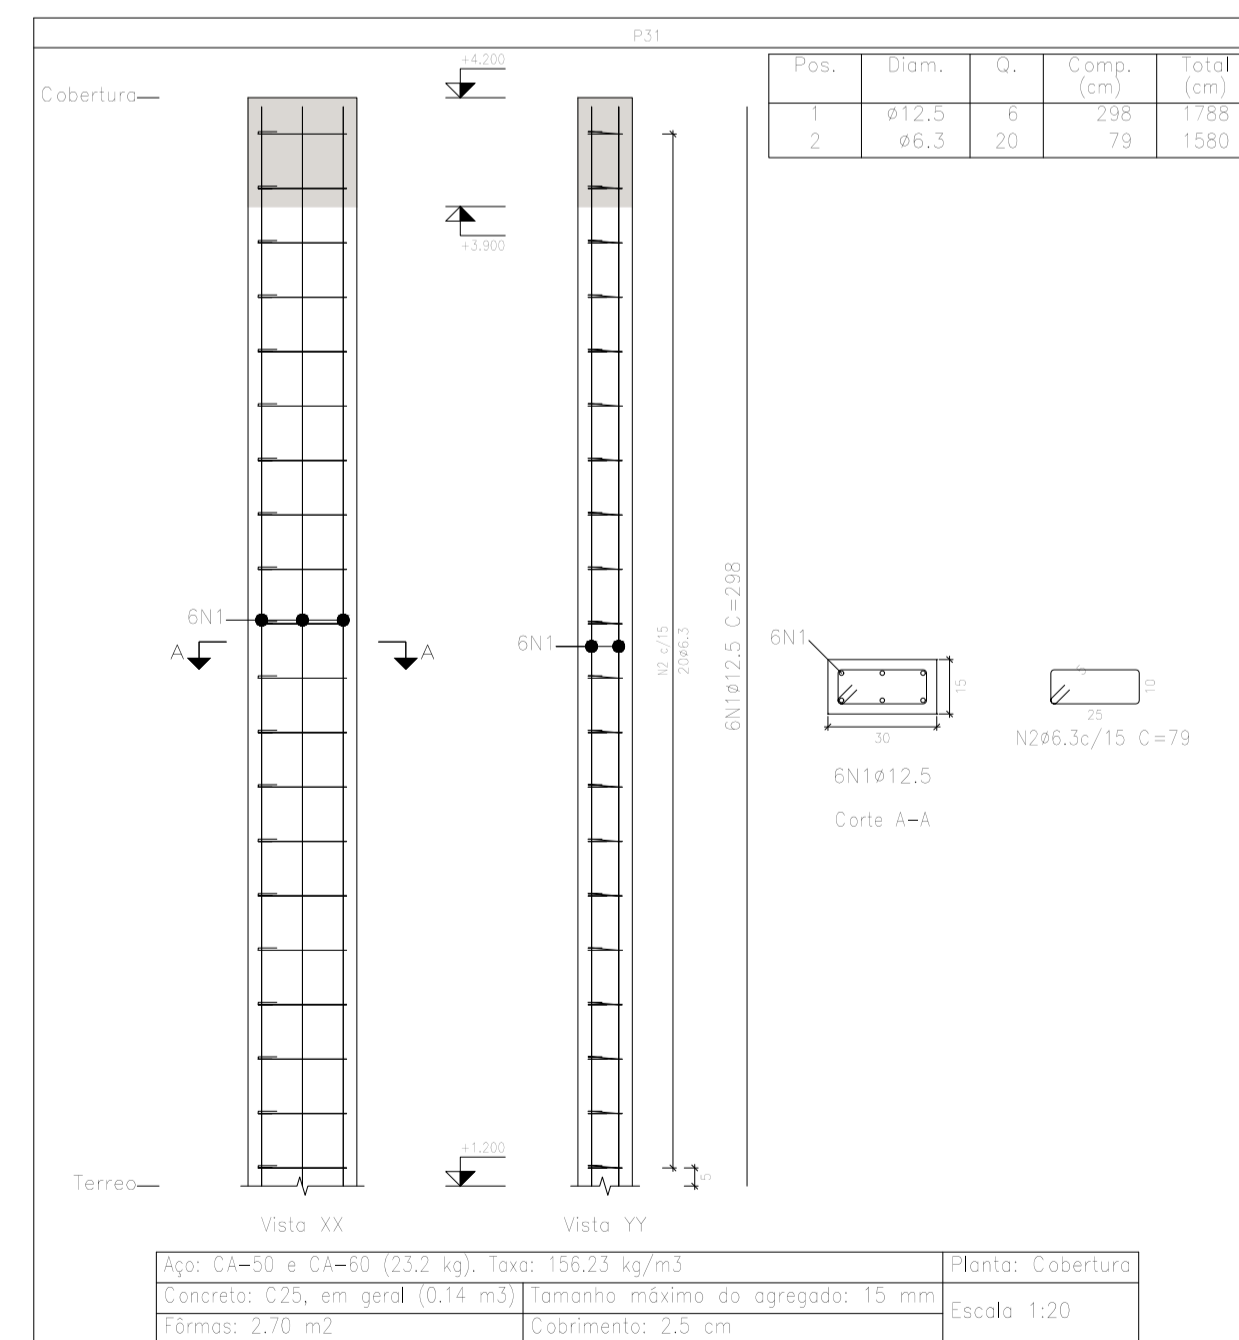 P31
Cobertura
+4.200
+3.900
Pos. Diam. Q. Comp. (cm) Total (cm)
1 ø12.5 6 298 1788
2 ø6.3 20 79 1580
6N1
A A
6N1
N2 c/15
20ø6.3
6N1ø12.5 C=298
6N1
15
30
6N1ø12.5
Corte A-A
5
10
25
N2ø6.3c/15 C=79
+1.200
5
Terreo
Vista XX
Vista YY
Aço: CA-50 e CA-60 (23.2 kg). Taxa: 156.23 kg/m3
Planta: Cobertura
Concreto: C25, em geral (0.14 m3)
Tamanho máximo do agregado: 15 mm
Escala 1:20
Fôrmas: 2.70 m2
Cobrimento: 2.5 cm